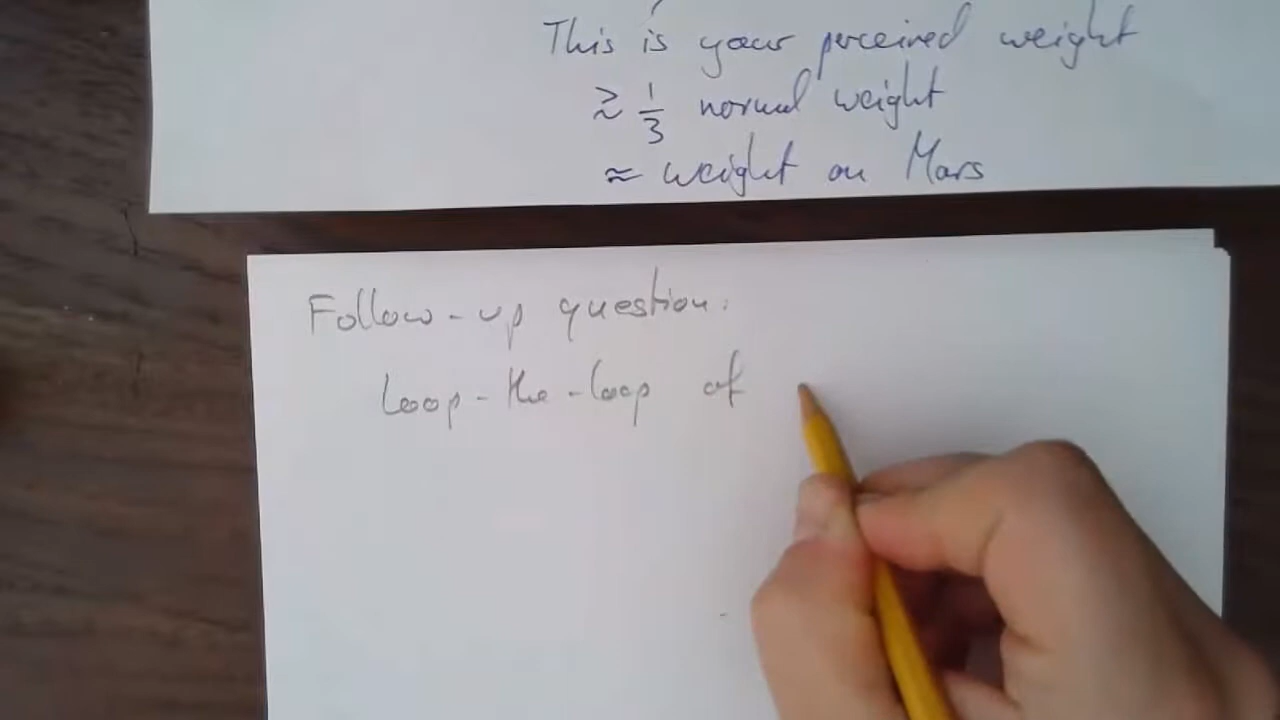 This is your perceived weight
≳ 1/3 normal weight
≈ weight on Mars
Follow-up question:
Loop-the-loop of